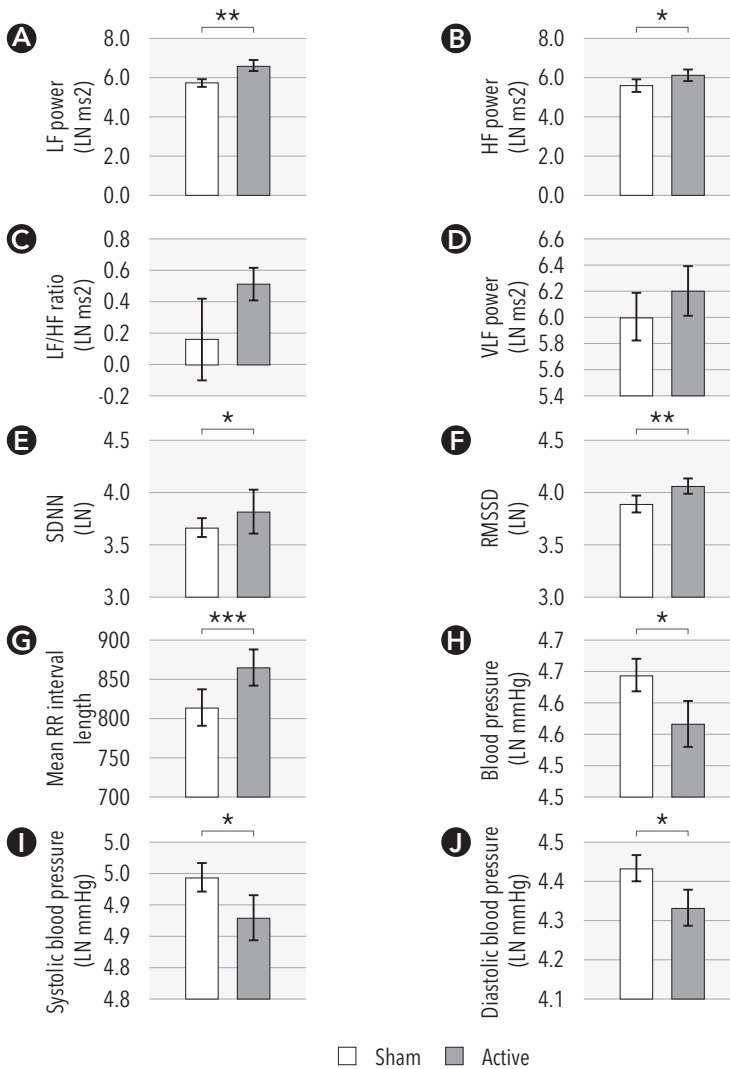 A
**
8.0
6.0
4.0
2.0
0.0
LF power
(LN ms2)
B
*
8.0
6.0
4.0
2.0
0.0
HF power
(LN ms2)
C
0.8
0.6
0.4
0.2
0.0
-0.2
LF/HF ratio
(LN ms2)
D
6.6
6.4
6.2
6.0
5.8
5.6
5.4
VLF power
(LN ms2)
E
*
4.5
4.0
3.5
3.0
SDNN
(LN)
F
**
4.5
4.0
3.5
3.0
RMSSD
(LN)
G
***
900
850
800
750
700
Mean RR interval
length
H
*
4.7
4.7
4.6
4.6
4.5
4.5
Blood pressure
(LN mmHg)
I
*
5.0
5.0
4.9
4.9
4.8
4.8
Systolic blood pressure
(LN mmHg)
J
*
4.5
4.4
4.3
4.2
4.1
Diastolic blood pressure
(LN mmHg)
Sham Active